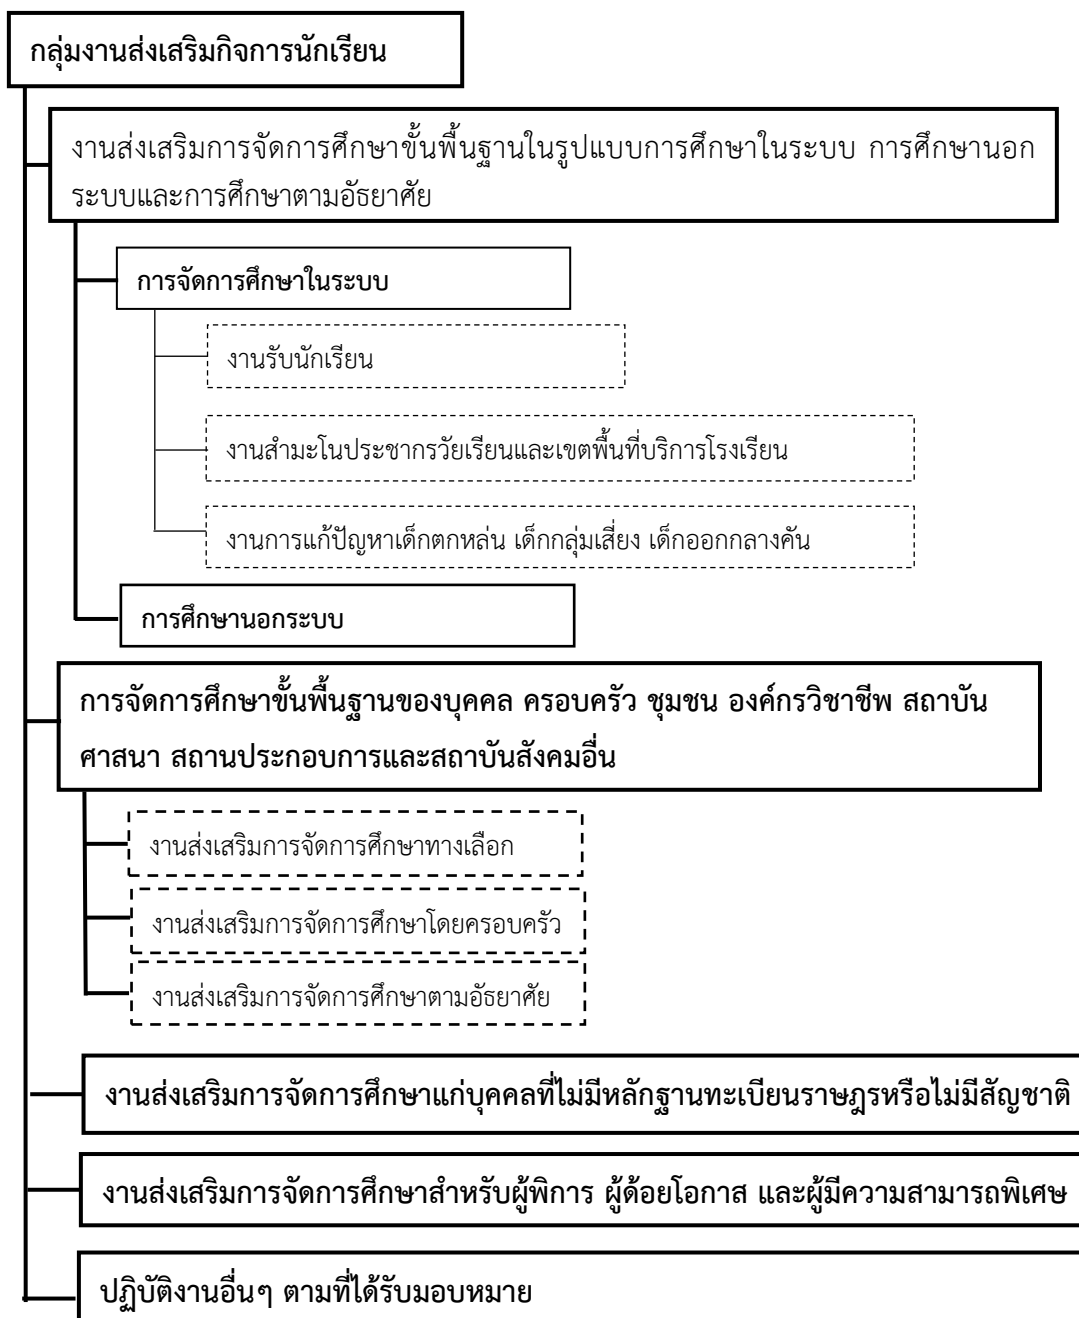 กลุ่มงานส่งเสริมกิจการนักเรียน
งานส่งเสริมการจัดการศึกษาขั้นพื้นฐานในรูปแบบการศึกษาในระบบ การศึกษานอก
ระบบและการศึกษาตามอัธยาศัย
การจัดการศึกษาในระบบ
งานรับนักเรียน
งานสำมะโนประชากรวัยเรียนและเขตพื้นที่บริการโรงเรียน
งานการแก้ปัญหาเด็กตกหล่น เด็กกลุ่มเสี่ยง เด็กออกกลางคัน
การศึกษานอกระบบ
การจัดการศึกษาขั้นพื้นฐานของบุคคล ครอบครัว ชุมชน องค์กรวิชาชีพ สถาบัน
ศาสนา สถานประกอบการและสถาบันสังคมอื่น
งานส่งเสริมการจัดการศึกษาทางเลือก
งานส่งเสริมการจัดการศึกษาโดยครอบครัว
งานส่งเสริมการจัดการศึกษาตามอัธยาศัย
งานส่งเสริมการจัดการศึกษาแก่บุคคลที่ไม่มีหลักฐานทะเบียนราษฎรหรือไม่มีสัญชาติ
งานส่งเสริมการจัดการศึกษาสำหรับผู้พิการ ผู้ด้อยโอกาส และผู้มีความสามารถพิเศษ
ปฏิบัติงานอื่นๆ ตามที่ได้รับมอบหมาย